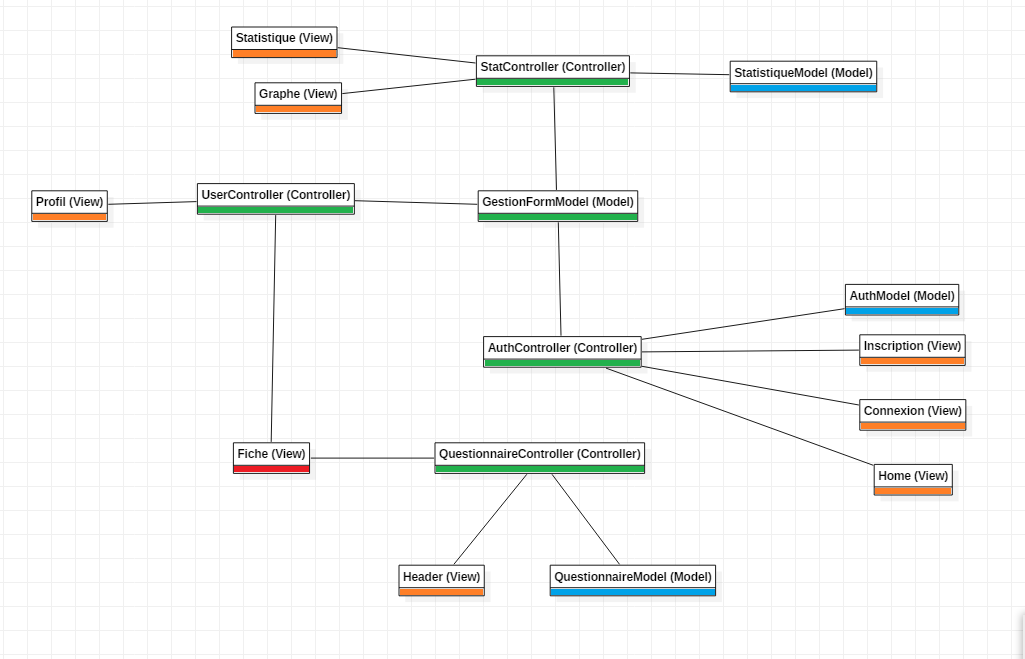 Statistique (View)
StatController (Controller)
StatistiqueModel (Model)
Graphe (View)
Profil (View)
UserController (Controller)
GestionFormModel (Model)
AuthModel (Model)
AuthController (Controller)
Inscription (View)
Connexion (View)
Fiche (View)
QuestionnaireController (Controller)
Home (View)
Header (View)
QuestionnaireModel (Model)